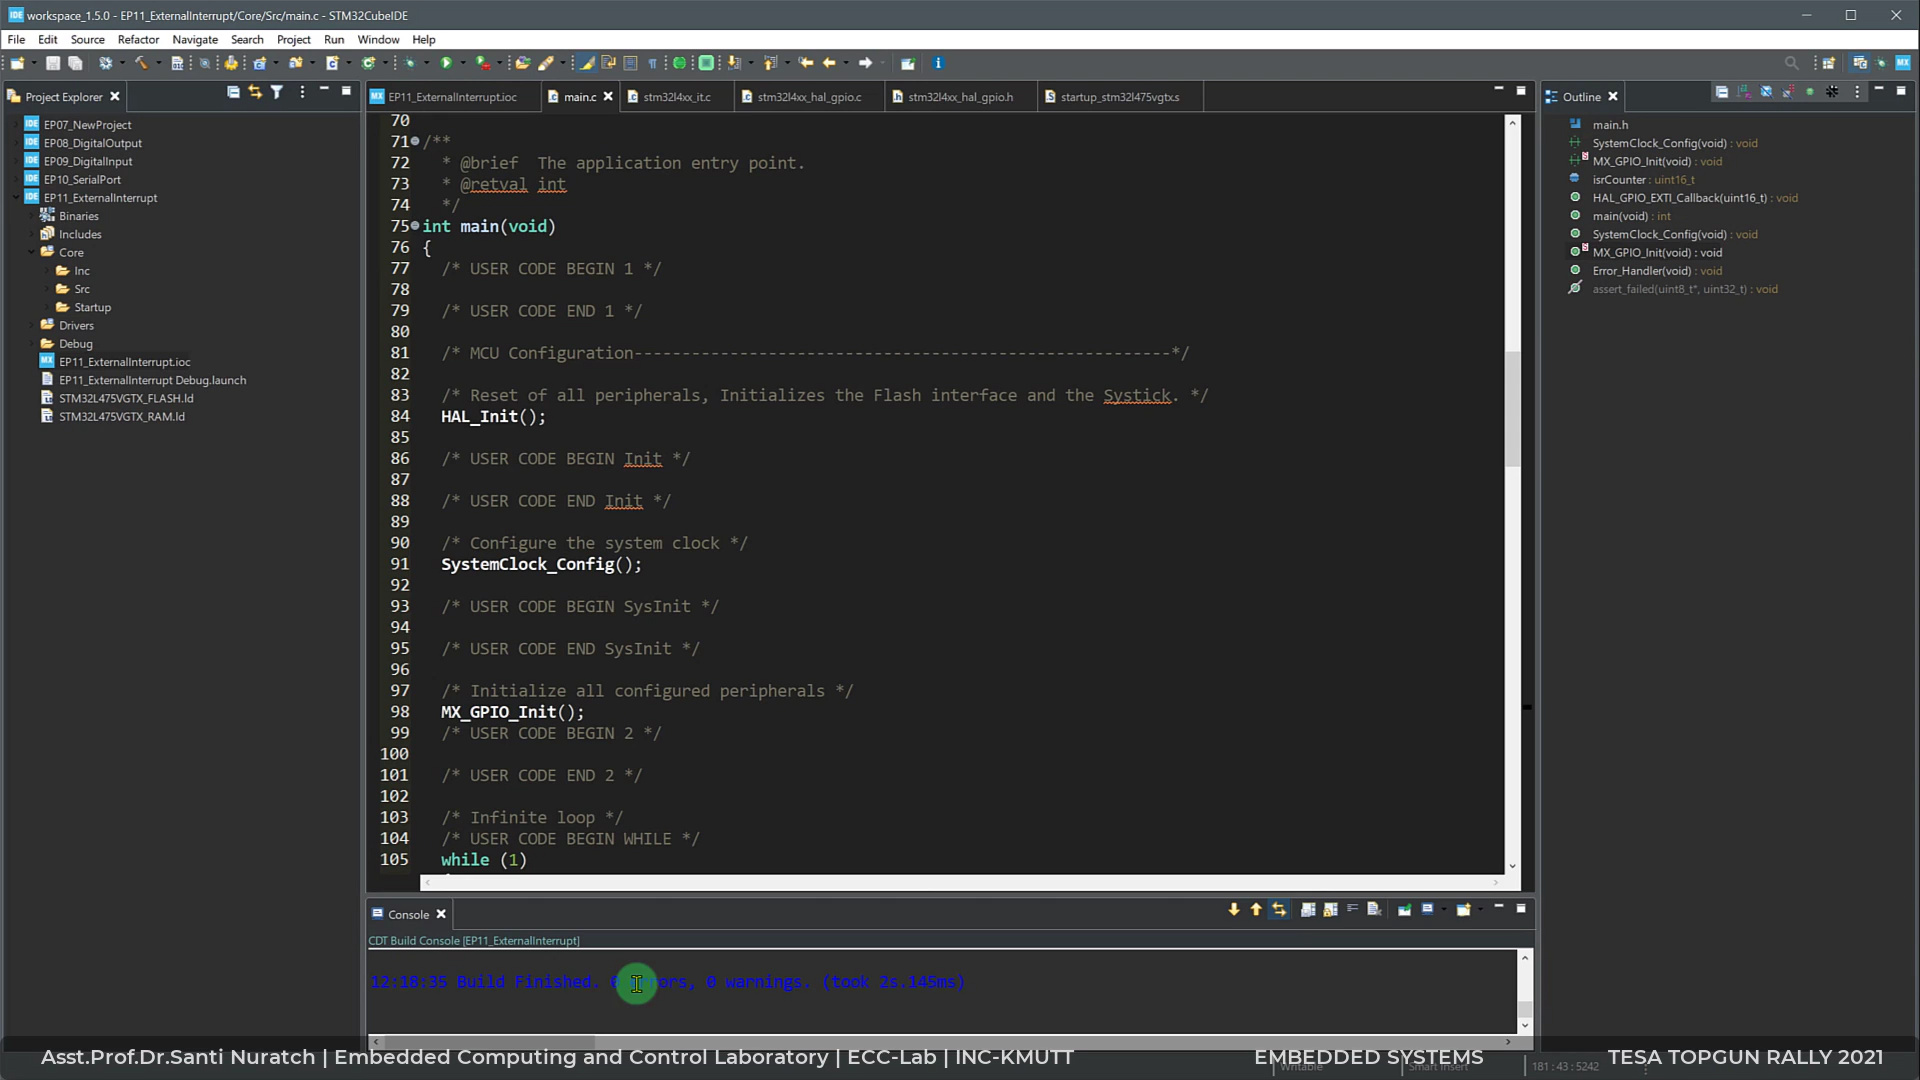 workspace_1.5.0 - EP11_ExternalInterrupt/Core/Src/main.c - STM32CubeIDE
File Edit Source Refactor Navigate Search Project Run Window Help
Project Explorer
EP07_NewProject
EP08_DigitalOutput
EP09_DigitalInput
EP10_SerialPort
EP11_ExternalInterrupt
Binaries
Includes
Core
Inc
Src
Startup
Drivers
Debug
EP11_ExternalInterrupt.ioc
EP11_ExternalInterrupt Debug.launch
STM32L475VGTX_FLASH.ld
STM32L475VGTX_RAM.ld
EP11_ExternalInterrupt.ioc main.c stm32l4xx_it.c stm32l4xx_hal_gpio.c stm32l4xx_hal_gpio.h startup_stm32l475vgtx.s
70
71 /**
72 * @brief  The application entry point.
73 * @retval int
74 */
75 int main(void)
76 {
77 /* USER CODE BEGIN 1 */
78
79 /* USER CODE END 1 */
80
81 /* MCU Configuration--------------------------------------------------------*/
82
83 /* Reset of all peripherals, Initializes the Flash interface and the Systick. */
84 HAL_Init();
85
86 /* USER CODE BEGIN Init */
87
88 /* USER CODE END Init */
89
90 /* Configure the system clock */
91 SystemClock_Config();
92
93 /* USER CODE BEGIN SysInit */
94
95 /* USER CODE END SysInit */
96
97 /* Initialize all configured peripherals */
98 MX_GPIO_Init();
99 /* USER CODE BEGIN 2 */
100
101 /* USER CODE END 2 */
102
103 /* Infinite loop */
104 /* USER CODE BEGIN WHILE */
105 while (1)
Outline
main.h
SystemClock_Config(void) : void
MX_GPIO_Init(void) : void
isrCounter : uint16_t
HAL_GPIO_EXTI_Callback(uint16_t) : void
main(void) : int
SystemClock_Config(void) : void
MX_GPIO_Init(void) : void
Error_Handler(void) : void
assert_failed(uint8_t*, uint32_t) : void
Console
CDT Build Console [EP11_ExternalInterrupt]
12:18:35 Build Finished. 0 errors, 0 warnings. (took 2s.145ms)
Asst.Prof.Dr.Santi Nuratch | Embedded Computing and Control Laboratory | ECC-Lab | INC-KMUTT EMBEDDED SYSTEMS TESA TOPGUN RALLY 2021
Writable Smart Insert 181 : 43 : 5242